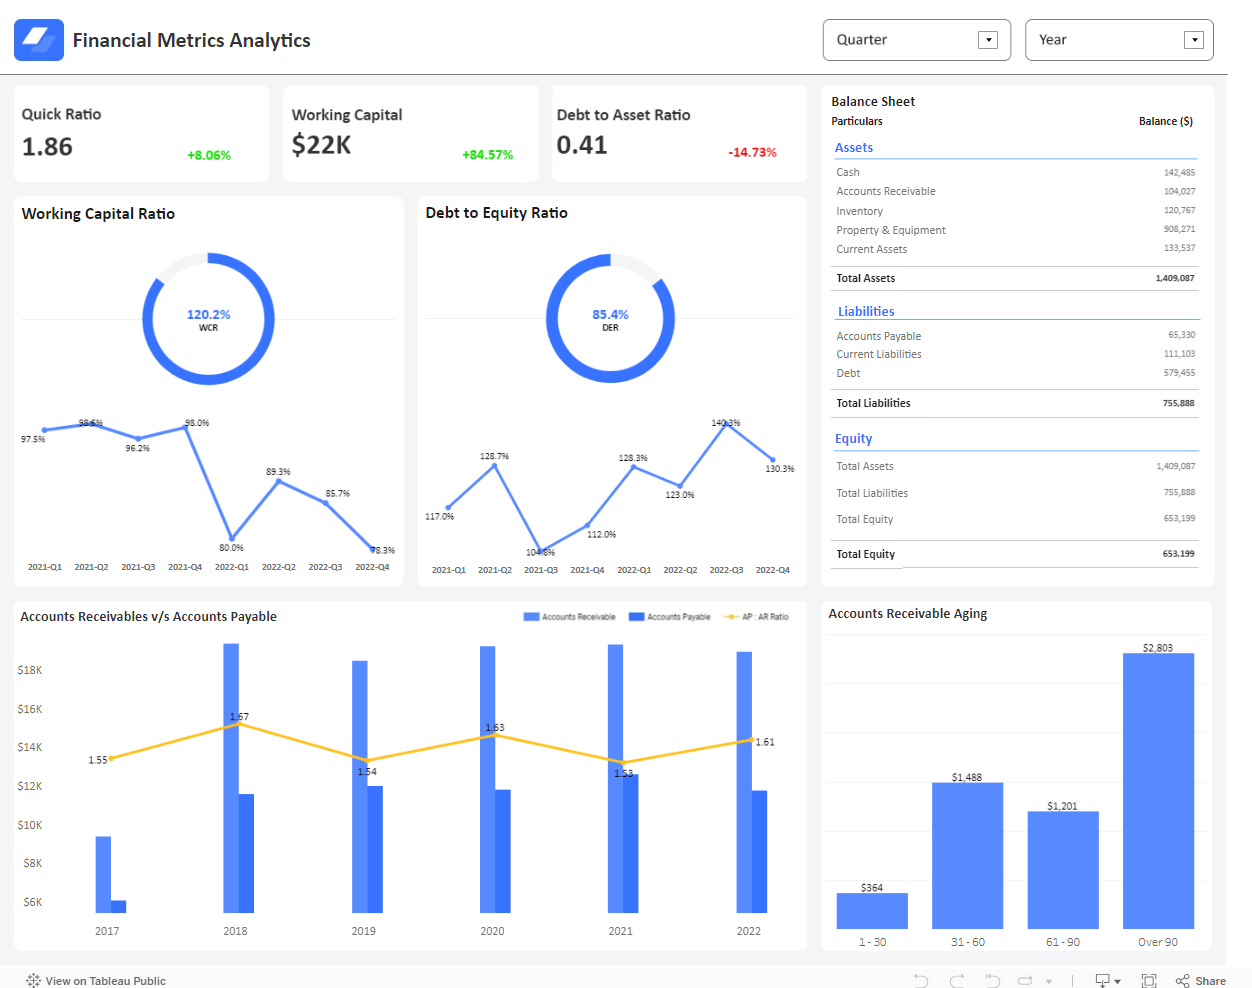 Financial Metrics Analytics
Quarter
Year
Quick Ratio
1.86
+8.06%
Working Capital
$22K
+84.57%
Debt to Asset Ratio
0.41
-14.73%
Working Capital Ratio
120.2%
WCR
97.5%
98.6%
96.2%
98.0%
80.0%
89.3%
85.7%
78.3%
2021-Q1 2021-Q2 2021-Q3 2021-Q4 2022-Q1 2022-Q2 2022-Q3 2022-Q4
Debt to Equity Ratio
85.4%
DER
117.0%
128.7%
104.8%
112.0%
128.3%
123.0%
140.3%
130.3%
2021-Q1 2021-Q2 2021-Q3 2021-Q4 2022-Q1 2022-Q2 2022-Q3 2022-Q4
Balance Sheet
Particulars Balance ($)
Assets
Cash 142,485
Accounts Receivable 104,027
Inventory 120,767
Property & Equipment 908,271
Current Assets 133,537
Total Assets 1,409,087
Liabilities
Accounts Payable 65,330
Current Liabilities 111,103
Debt 579,455
Total Liabilities 755,888
Equity
Total Assets 1,409,087
Total Liabilities 755,888
Total Equity 653,199
Total Equity 653,199
Accounts Receivables v/s Accounts Payable
Accounts Receivable Accounts Payable AP : AR Ratio
$18K
$16K
$14K
$12K
$10K
$8K
$6K
1.55
1.67
1.54
1.63
1.53
1.61
2017 2018 2019 2020 2021 2022
Accounts Receivable Aging
$364
$1,488
$1,201
$2,803
1 - 30 31 - 60 61 - 90 Over 90
View on Tableau Public
Share